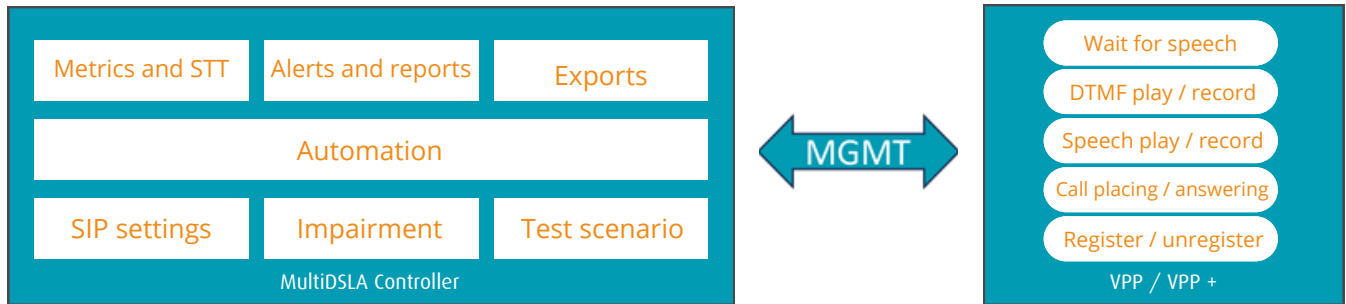 Metrics and STT
Alerts and reports
Exports
Automation
SIP settings
Impairment
Test scenario
MultiDSLA Controller
MGMT
Wait for speech
DTMF play / record
Speech play / record
Call placing / answering
Register / unregister
VPP / VPP +